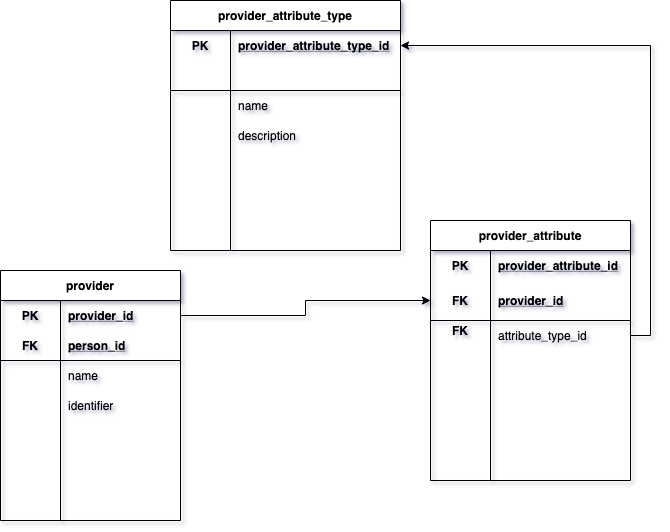 provider_attribute_type
PK provider_attribute_type_id
name
description
provider_attribute
PK provider_attribute_id
FK provider_id
FK attribute_type_id
provider
PK provider_id
FK person_id
name
identifier